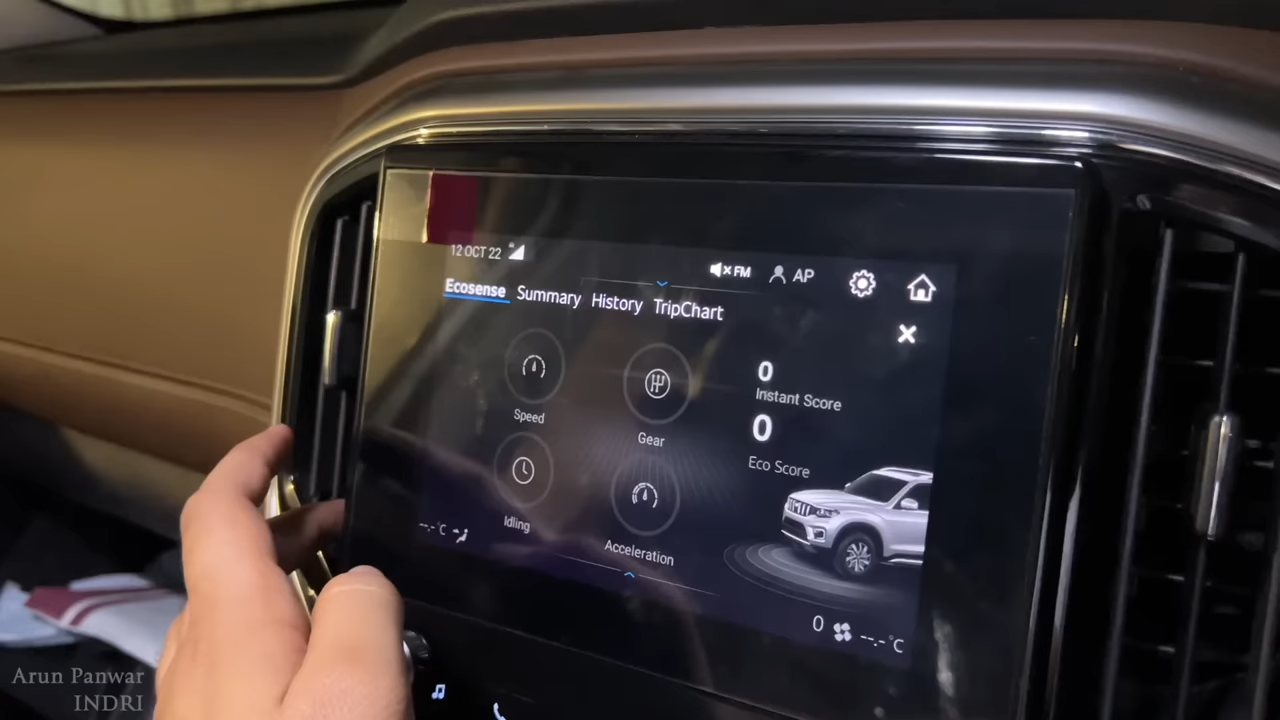 12 OCT 22
FM
AP
Ecosense
Summary
History
TripChart
0
Instant Score
0
Eco Score
Speed
Gear
Idling
Acceleration
--.-°C
0
--.-°C
Arun Panwar
INDRI